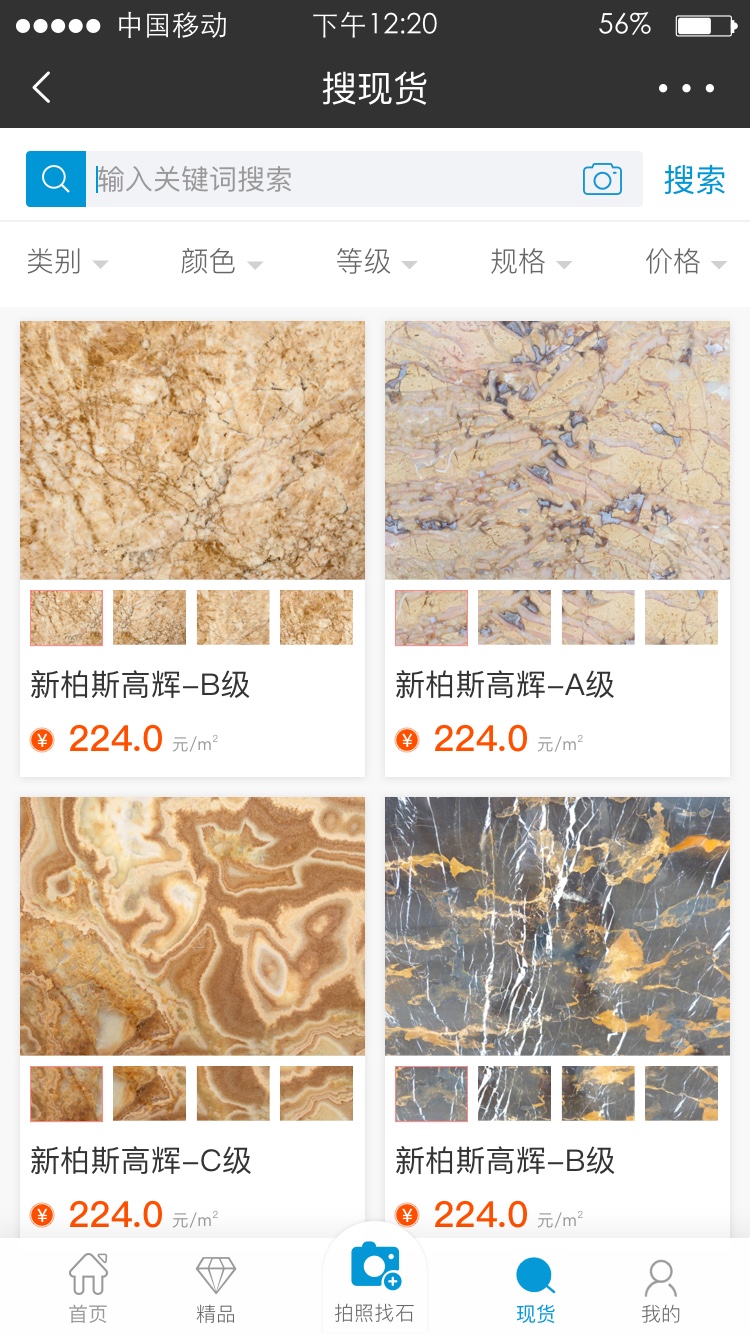 中国移动 下午12:20 56%
搜现货
输入关键词搜索 搜索
类别 颜色 等级 规格 价格
新柏斯高辉-B级 新柏斯高辉-A级
¥ 224.0 元/m² ¥ 224.0 元/m²
新柏斯高辉-C级 新柏斯高辉-B级
¥ 224.0 元/m² ¥ 224.0 元/m²
首页 精品 拍照找石 现货 我的